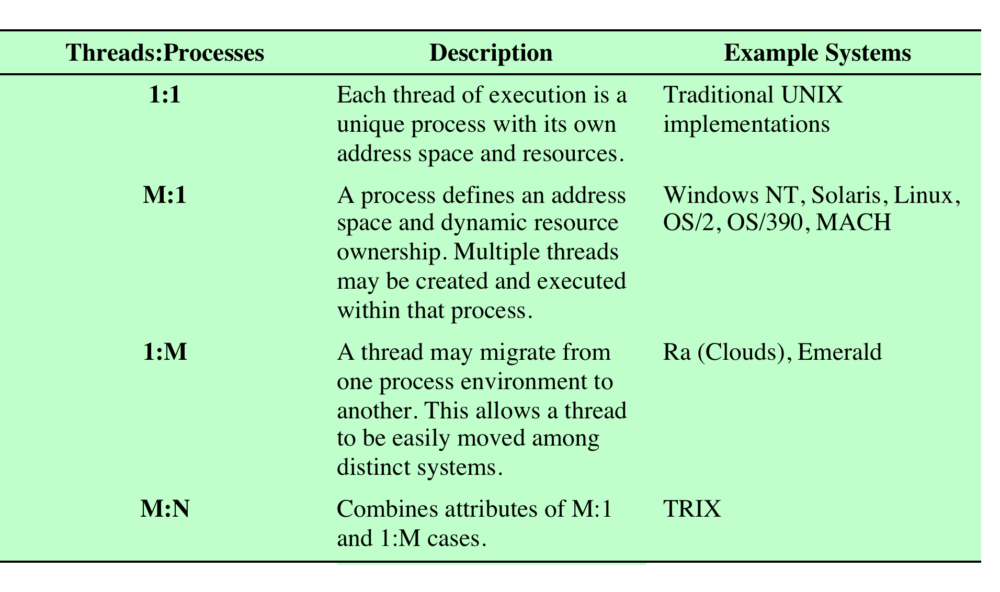 Threads:Processes Description Example Systems
1:1 Each thread of execution is a Traditional UNIX
unique process with its own implementations
address space and resources.
M:1 A process defines an address Windows NT, Solaris, Linux,
space and dynamic resource OS/2, OS/390, MACH
ownership. Multiple threads
may be created and executed
within that process.
1:M A thread may migrate from Ra (Clouds), Emerald
one process environment to
another. This allows a thread
to be easily moved among
distinct systems.
M:N Combines attributes of M:1 TRIX
and 1:M cases.